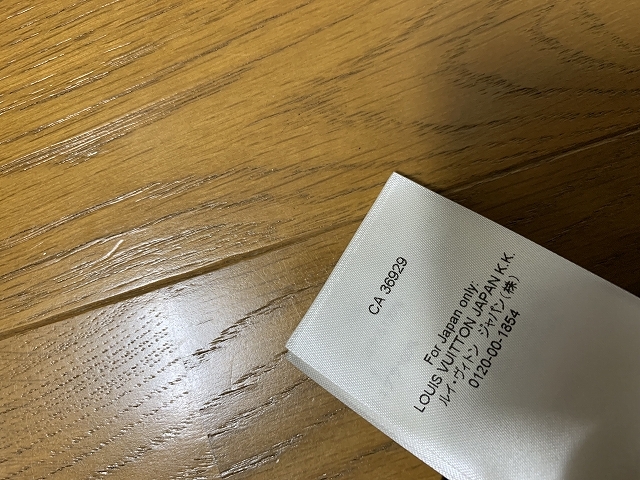 CA 36929
For Japan only:
LOUIS VUITTON JAPAN K.K.
ルイ・ヴィトン ジャパン(株)
0120-00-1854